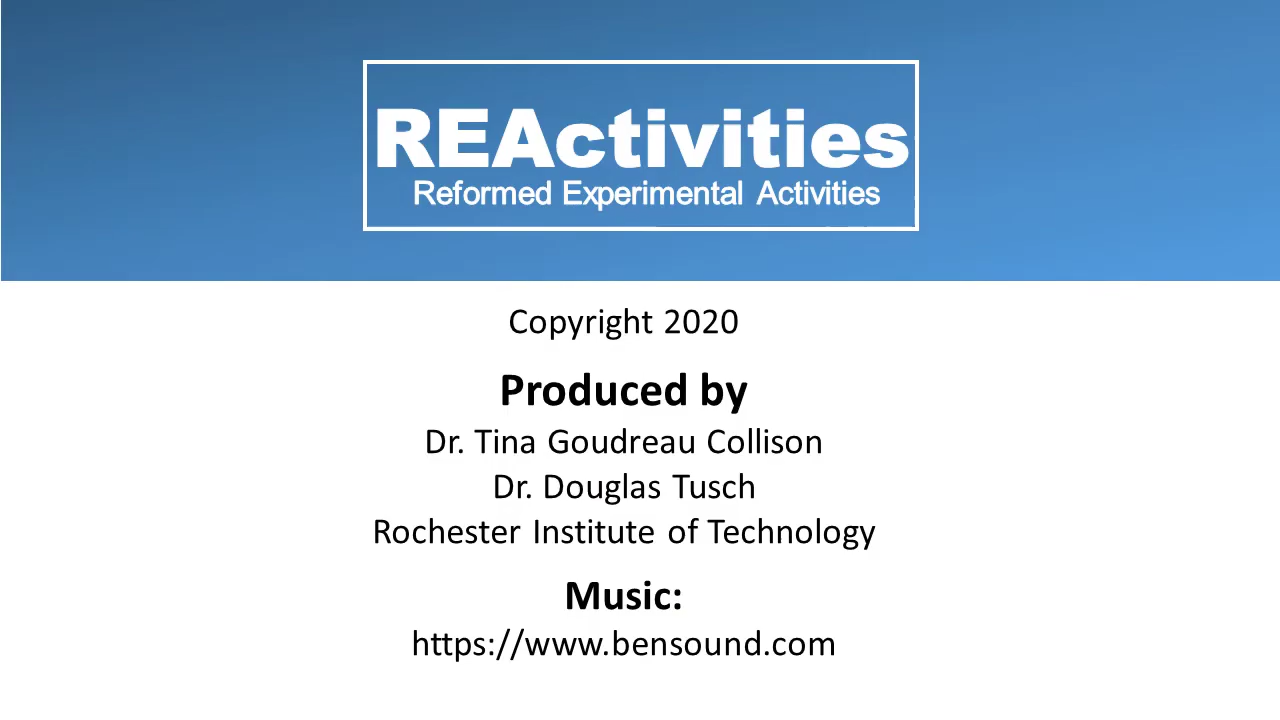 REActivities
Reformed Experimental Activities
Copyright 2020
Produced by
Dr. Tina Goudreau Collison
Dr. Douglas Tusch
Rochester Institute of Technology
Music:
https://www.bensound.com